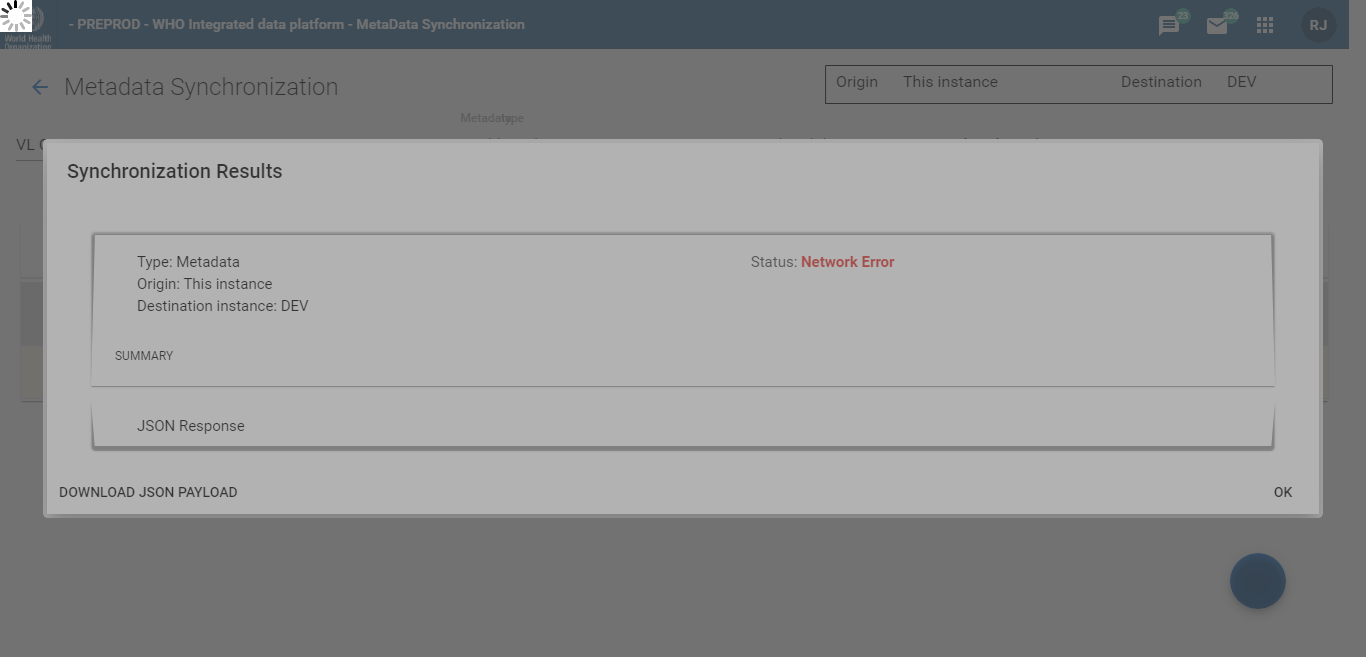 World Health
Organization
- PREPROD - WHO Integrated data platform - MetaData Synchronization
23
326
RJ
Metadata Synchronization
Origin This instance Destination DEV
Metadata type
VL
Synchronization Results
Type: Metadata
Origin: This instance
Destination instance: DEV
Status: Network Error
SUMMARY
JSON Response
DOWNLOAD JSON PAYLOAD
OK